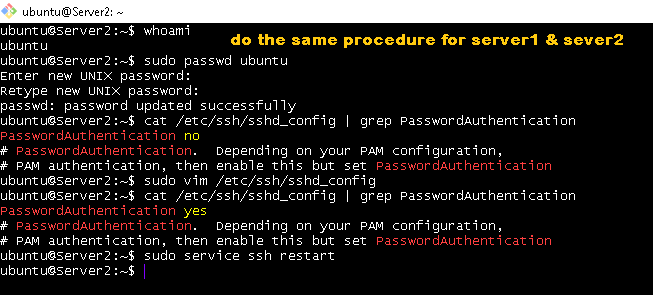 ubuntu@Server2: ~
ubuntu@Server2:~$ whoami
ubuntu
do the same procedure for server1 & sever2
ubuntu@Server2:~$ sudo passwd ubuntu
Enter new UNIX password:
Retype new UNIX password:
passwd: password updated successfully
ubuntu@Server2:~$ cat /etc/ssh/sshd_config | grep PasswordAuthentication
PasswordAuthentication no
# PasswordAuthentication.  Depending on your PAM configuration,
# PAM authentication, then enable this but set PasswordAuthentication
ubuntu@Server2:~$ sudo vim /etc/ssh/sshd_config
ubuntu@Server2:~$ cat /etc/ssh/sshd_config | grep PasswordAuthentication
PasswordAuthentication yes
# PasswordAuthentication.  Depending on your PAM configuration,
# PAM authentication, then enable this but set PasswordAuthentication
ubuntu@Server2:~$ sudo service ssh restart
ubuntu@Server2:~$